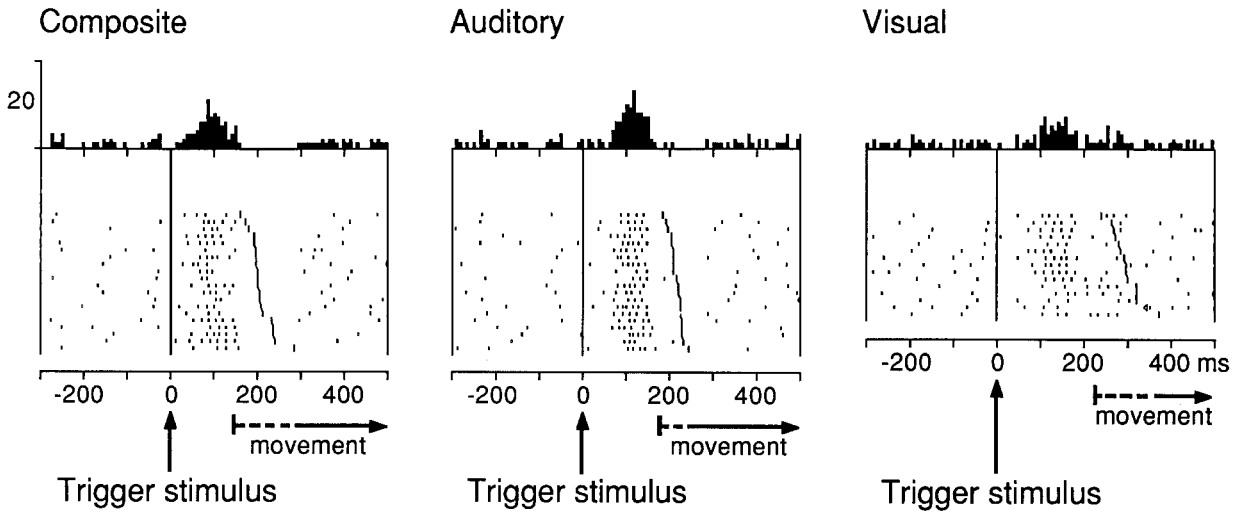 Composite
Auditory
Visual
20
-200 0 200 400
-200 0 200 400
-200 0 200 400 ms
movement
movement
movement
Trigger stimulus
Trigger stimulus
Trigger stimulus